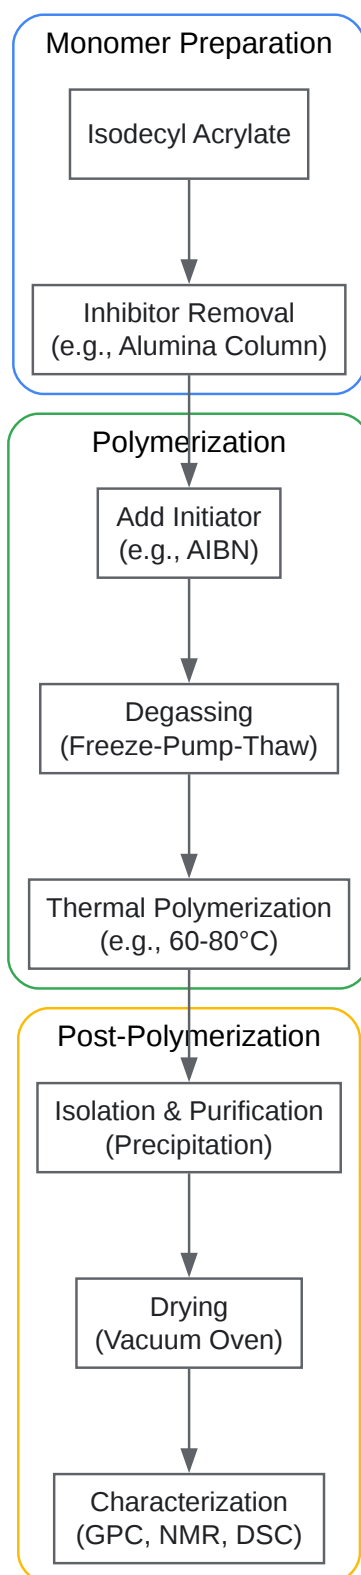 Monomer Preparation
Isodecyl Acrylate
Inhibitor Removal
(e.g., Alumina Column)
Polymerization
Add Initiator
(e.g., AIBN)
Degassing
(Freeze-Pump-Thaw)
Thermal Polymerization
(e.g., 60-80°C)
Post-Polymerization
Isolation & Purification
(Precipitation)
Drying
(Vacuum Oven)
Characterization
(GPC, NMR, DSC)